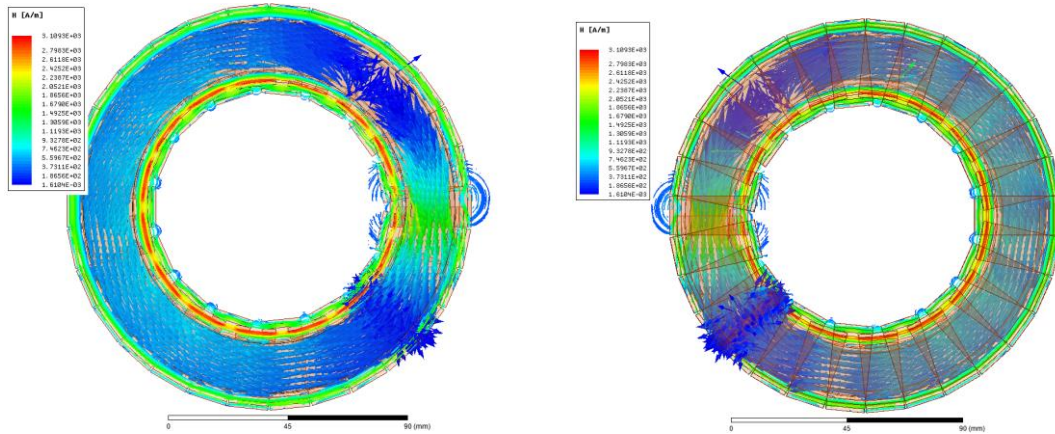 H [A/m]
3.1093E+03
2.7983E+03
2.6118E+03
2.4252E+03
2.2387E+03
2.0521E+03
1.8656E+03
1.6790E+03
1.4925E+03
1.3059E+03
1.1193E+03
9.3278E+02
7.4623E+02
5.5967E+02
3.7311E+02
1.8656E+02
1.6104E-03
0 45 90 (mm)
H [A/m]
3.1093E+03
2.7983E+03
2.6118E+03
2.4252E+03
2.2387E+03
2.0521E+03
1.8656E+03
1.6790E+03
1.4925E+03
1.3059E+03
1.1193E+03
9.3278E+02
7.4623E+02
5.5967E+02
3.7311E+02
1.8656E+02
1.6104E-03
0 45 90 (mm)